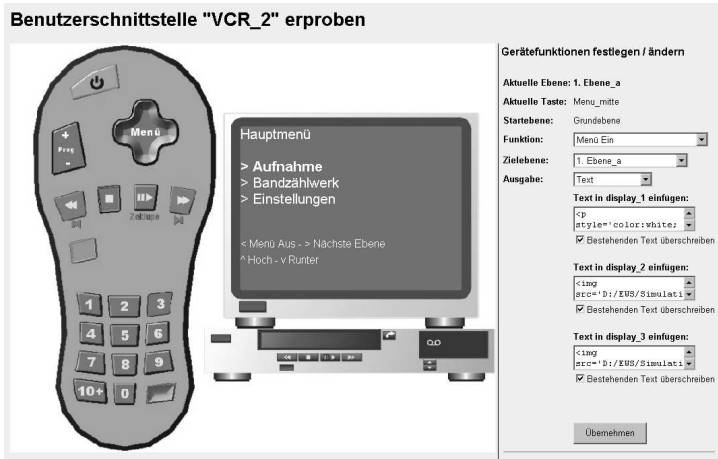 Benutzerschnittstelle "VCR_2" erproben
Menü
+
Prog
-
Zeitlupe
1 2 3
4 5 6
7 8 9
10+ 0
Hauptmenü
> Aufnahme
> Bandzählwerk
> Einstellungen
< Menü Aus - > Nächste Ebene
^ Hoch - v Runter
Gerätefunktionen festlegen / ändern
Aktuelle Ebene: 1. Ebene_a
Aktuelle Taste: Menu_mitte
Startebene: Grundebene
Funktion: Menü Ein
Zielebene: 1. Ebene_a
Ausgabe: Text
Text in display_1 einfügen:
<p
style='color:white;
Bestehenden Text überschreiben
Text in display_2 einfügen:
<img
src='D:/EWS/Simulati
Bestehenden Text überschreiben
Text in display_3 einfügen:
<img
src='D:/EWS/Simulati
Bestehenden Text überschreiben
Übernehmen